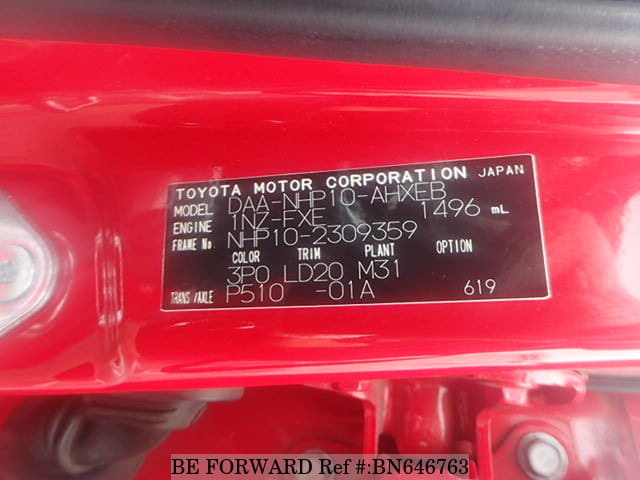 TOYOTA MOTOR CORPORATION JAPAN
MODEL DAA-NHP10-AHXEB
ENGINE 1NZ-FXE 1496 mL
FRAME No. NHP10-2309359
COLOR TRIM PLANT OPTION
3P0 LD20 M31
TRANS/AXLE P510 -01A 619
BE FORWARD Ref #:BN646763